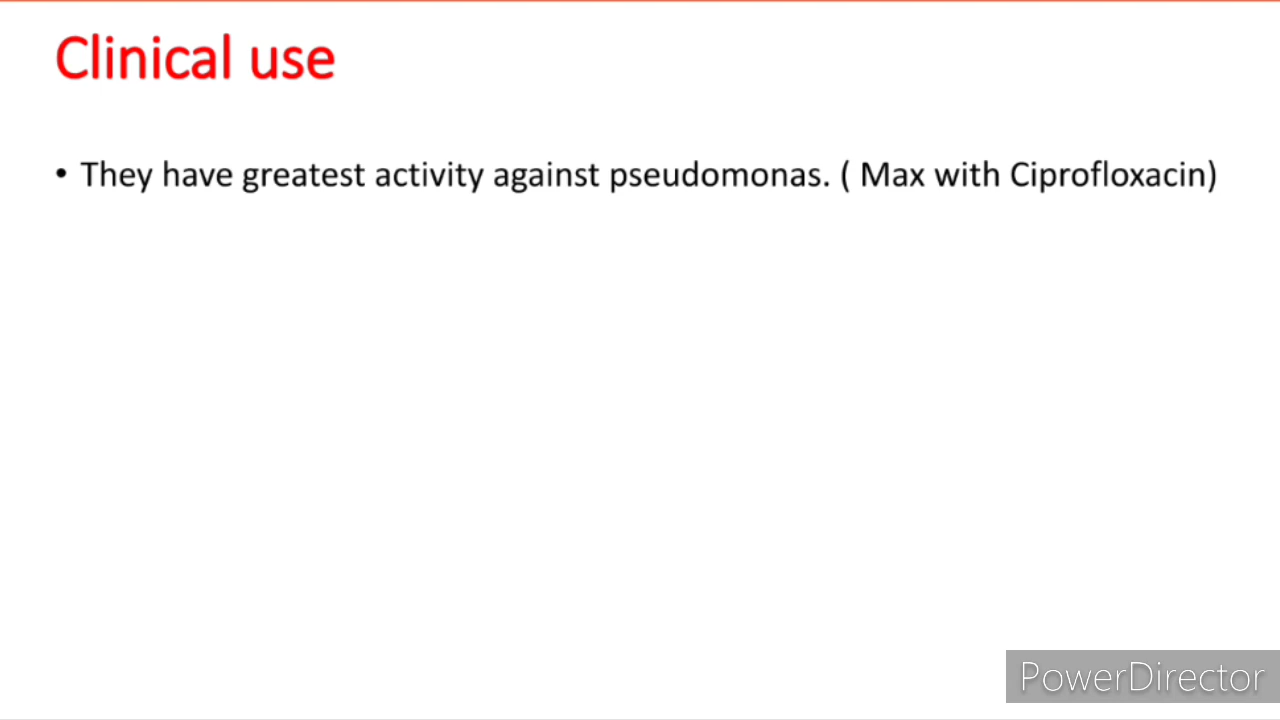 Clinical use
• They have greatest activity against pseudomonas. ( Max with Ciprofloxacin)
PowerDirector